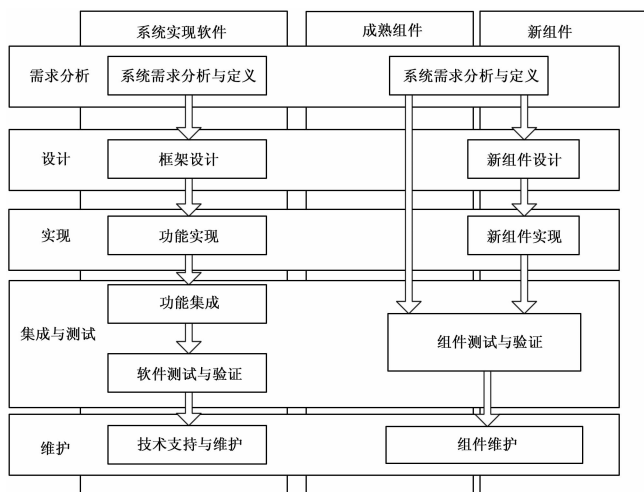 系统实现软件
成熟组件
新组件
需求分析
系统需求分析与定义
系统需求分析与定义
设计
框架设计
新组件设计
实现
功能实现
新组件实现
集成与测试
功能集成
组件测试与验证
软件测试与验证
维护
技术支持与维护
组件维护